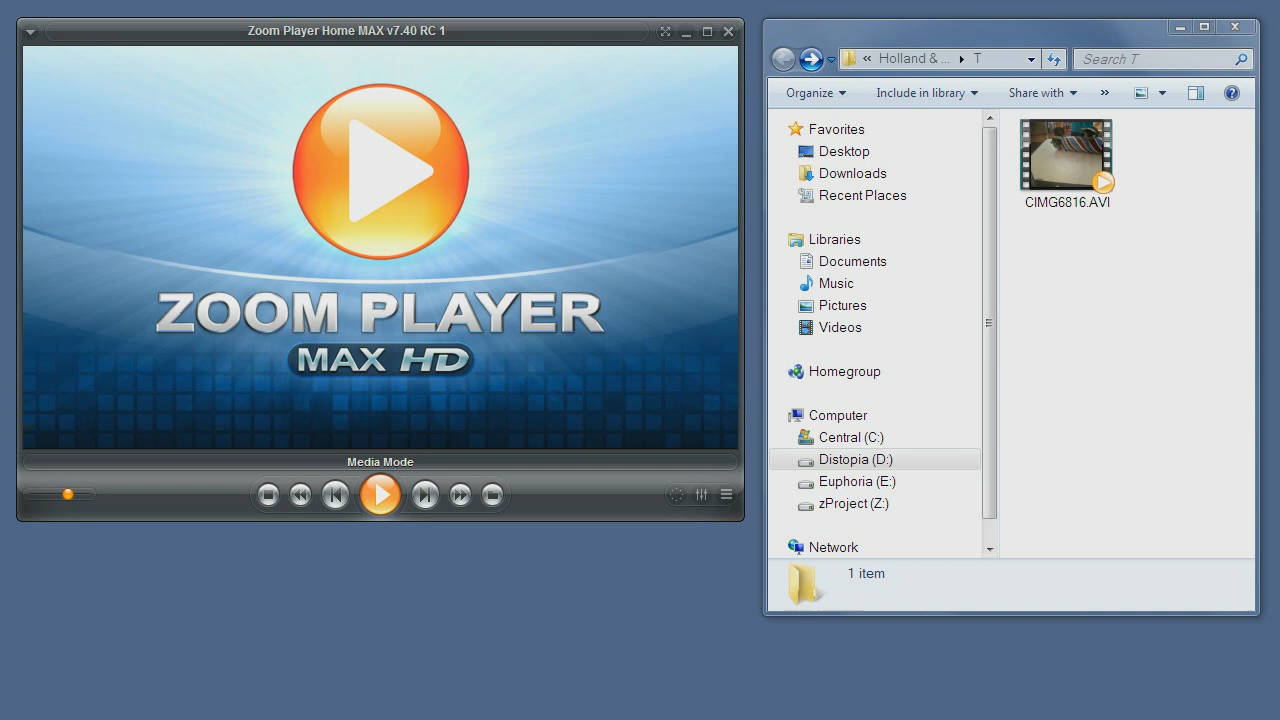 Zoom Player Home MAX v7.40 RC 1
ZOOM PLAYER
MAX HD
Media Mode
« Holland & ... ▸ T
Search T
Organize
Include in library
Share with
»
Favorites
Desktop
Downloads
Recent Places
Libraries
Documents
Music
Pictures
Videos
Homegroup
Computer
Central (C:)
Distopia (D:)
Euphoria (E:)
zProject (Z:)
Network
CIMG6816.AVI
1 item